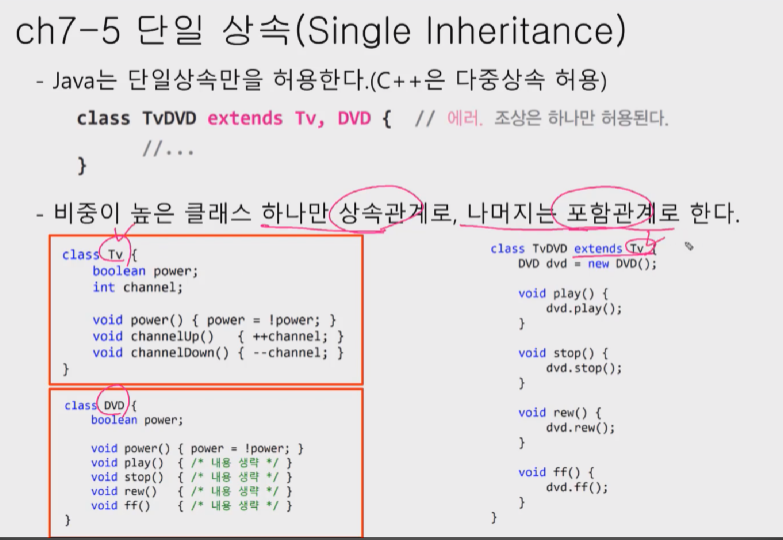 ch7-5 단일 상속(Single Inheritance)
- Java는 단일상속만을 허용한다.(C++은 다중상속 허용)
class TvDVD extends Tv, DVD { // 에러. 조상은 하나만 허용된다.
//...
}
- 비중이 높은 클래스 하나만 상속관계로, 나머지는 포함관계로 한다.
class Tv {
boolean power;
int channel;
void power() { power = !power; }
void channelUp() { ++channel; }
void channelDown() { --channel; }
}
class DVD {
boolean power;
void power() { power = !power; }
void play() { /* 내용 생략 */ }
void stop() { /* 내용 생략 */ }
void rew() { /* 내용 생략 */ }
void ff() { /* 내용 생략 */ }
}
class TvDVD extends Tv {
DVD dvd = new DVD();
void play() {
dvd.play();
}
void stop() {
dvd.stop();
}
void rew() {
dvd.rew();
}
void ff() {
dvd.ff();
}
}